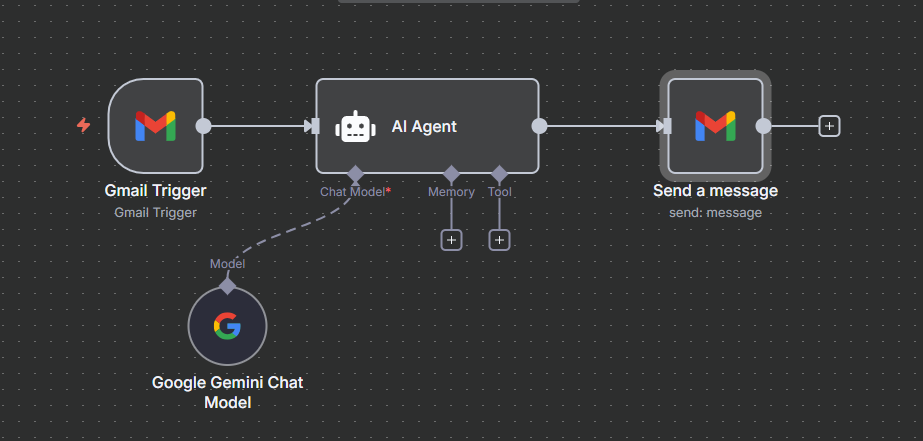 AI Agent
Chat Model*
Memory
Tool
Gmail Trigger
Gmail Trigger
Send a message
send: message
Model
Google Gemini Chat
Model